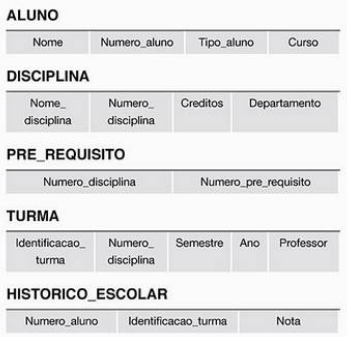 ALUNO
Nome Numero_aluno Tipo_aluno Curso
DISCIPLINA
Nome_ Numero_ Creditos Departamento
disciplina disciplina
PRE_REQUISITO
Numero_disciplina Numero_pre_requisito
TURMA
Identificacao_ Numero_ Semestre Ano Professor
turma disciplina
HISTORICO_ESCOLAR
Numero_aluno Identificacao_turma Nota